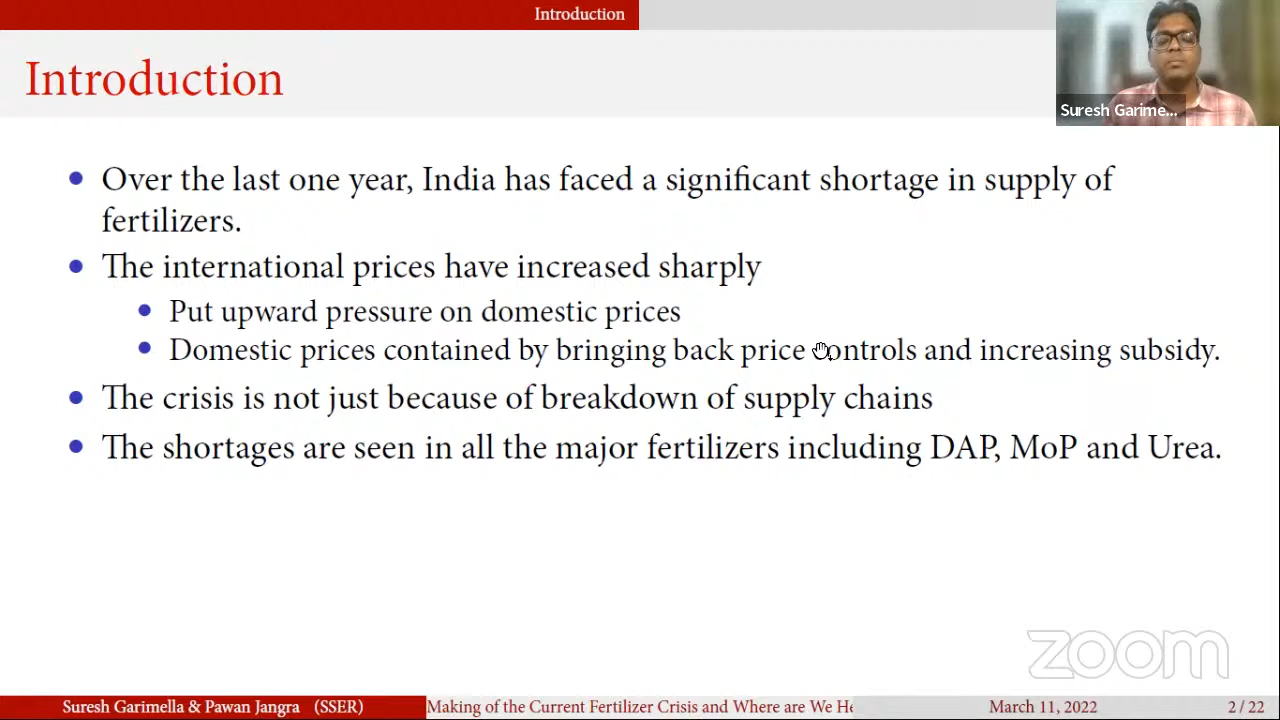 Introduction
Introduction
Suresh Garime...
Over the last one year, India has faced a significant shortage in supply of
fertilizers.
The international prices have increased sharply
Put upward pressure on domestic prices
Domestic prices contained by bringing back price controls and increasing subsidy.
The crisis is not just because of breakdown of supply chains
The shortages are seen in all the major fertilizers including DAP, MoP and Urea.
zoom
Suresh Garimella & Pawan Jangra (SSER) Making of the Current Fertilizer Crisis and Where are We He March 11, 2022 2 / 22